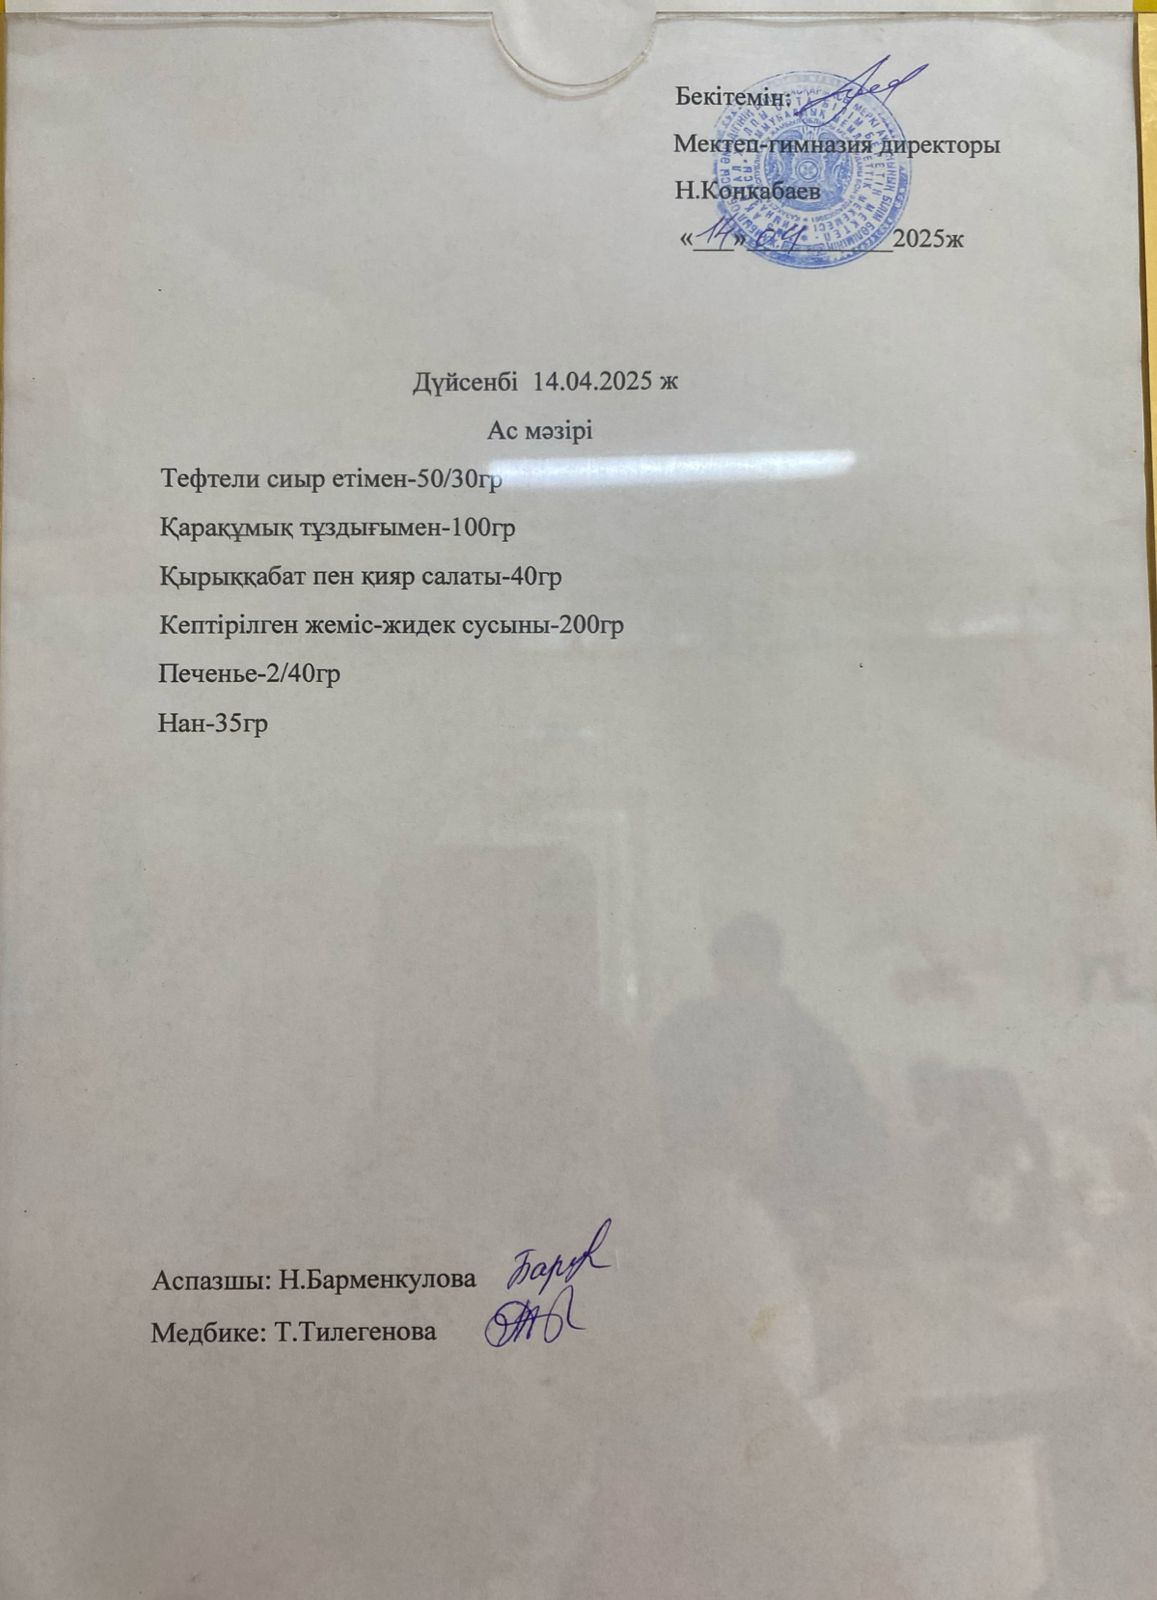 Бекітемін:
Мектеп-гимназия директоры
Н.Конқабаев
«14» 04 2025ж
Дүйсенбі 14.04.2025 ж
Ас мәзірі
Тефтели сиыр етімен-50/30гр
Қарақұмық тұздығымен-100гр
Қырыққабат пен қияр салаты-40гр
Кептірілген жеміс-жидек сусыны-200гр
Печенье-2/40гр
Нан-35гр
Аспазшы: Н.Барменкулова
Медбике: Т.Тилегенова